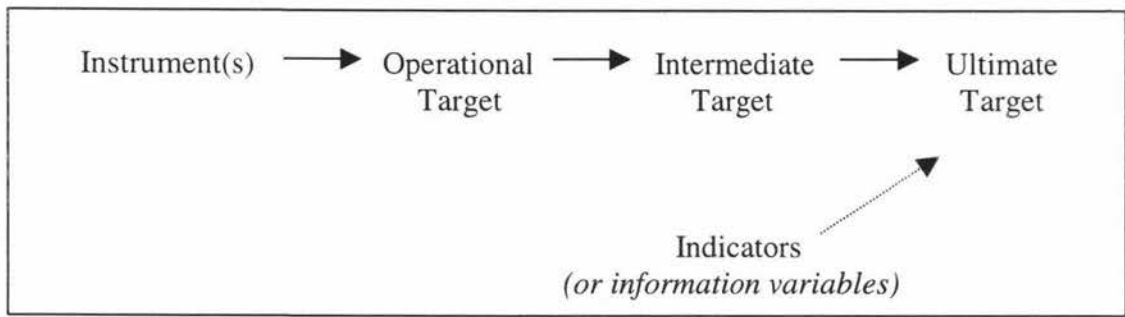 Instrument(s) Operational Intermediate Ultimate
Target Target Target
Indicators
(or information variables)